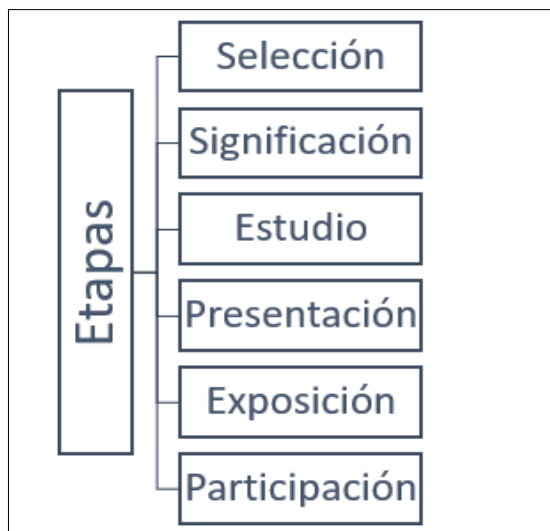 Etapas
Selección
Significación
Estudio
Presentación
Exposición
Participación